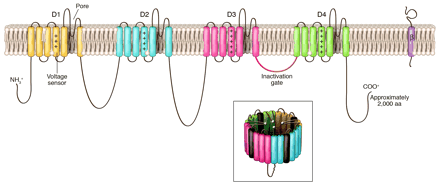 Pore
D1
D2
D3
D4
NH₃⁺
Voltage
sensor
Inactivation
gate
COO⁺
Approximately
2,000 aa